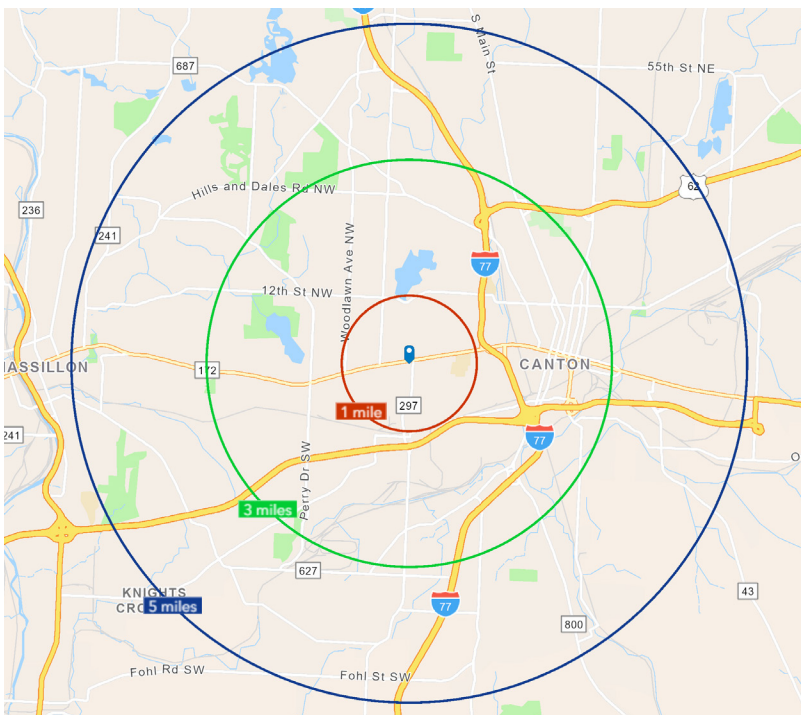 S Main St
687
55th St NE
62
Hills and Dales Rd NW
236
241
Woodlawn Ave NW
77
12th St NW
MASSILLON
172
CANTON
1 mile
297
241
77
Perry Dr SW
3 miles
627
KNIGHTS
5 miles
77
43
800
Fohl Rd SW
Fohl St SW